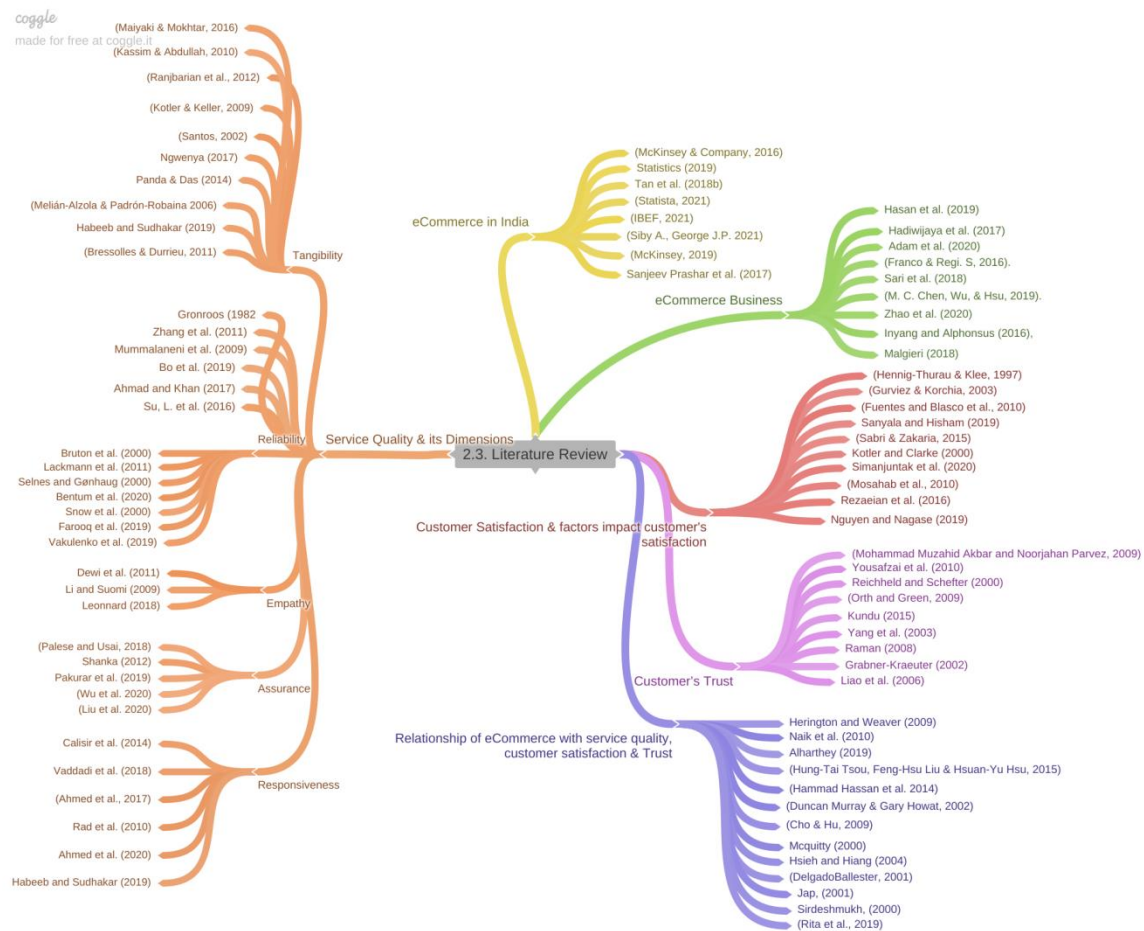 coggle
made for free at coggle.it
(Maiyaki & Mokhtar, 2016)
(Kassim & Abdullah, 2010)
(Ranjbarian et al., 2012)
(Kotler & Keller, 2009)
(Santos, 2002)
Ngwenya (2017)
Panda & Das (2014)
(Melián-Alzola & Padrón-Robaina 2006)
Habeeb and Sudhakar (2019)
(Bressolles & Durrieu, 2011)
Tangibility
Gronroos (1982
Zhang et al. (2011)
Mummalaneni et al. (2009)
Bo et al. (2019)
Ahmad and Khan (2017)
Su, L. et al. (2016)
Reliability
Bruton et al. (2000)
Lackmann et al. (2011)
Selnes and Gønhaug (2000)
Bentum et al. (2020)
Snow et al. (2000)
Farooq et al. (2019)
Vakulenko et al. (2019)
Dewi et al. (2011)
Li and Suomi (2009)
Leonnard (2018)
Empathy
(Palese and Usai, 2018)
Shanka (2012)
Pakurar et al. (2019)
(Wu et al. 2020)
(Liu et al. 2020)
Assurance
Calisir et al. (2014)
Vaddadi et al. (2018)
(Ahmed et al., 2017)
Rad et al. (2010)
Ahmed et al. (2020)
Habeeb and Sudhakar (2019)
Responsiveness
Service Quality & its Dimensions
2.3. Literature Review
eCommerce in India
(McKinsey & Company, 2016)
Statistics (2019)
Tan et al. (2018b)
(Statista, 2021)
(IBEF, 2021)
(Siby A., George J.P. 2021)
(McKinsey, 2019)
Sanjeev Prashar et al. (2017)
eCommerce Business
Hasan et al. (2019)
Hadiwijaya et al. (2017)
Adam et al. (2020)
(Franco & Regi. S, 2016).
Sari et al. (2018)
(M. C. Chen, Wu, & Hsu, 2019).
Zhao et al. (2020)
Inyang and Alphonsus (2016),
Malgieri (2018)
Customer Satisfaction & factors impact customer's
satisfaction
(Hennig-Thurau & Klee, 1997)
(Gurviez & Korchia, 2003)
(Fuentes and Blasco et al., 2010)
Sanyala and Hisham (2019)
(Sabri & Zakaria, 2015)
Kotler and Clarke (2000)
Simanjuntak et al. (2020)
(Mosahab et al., 2010)
Rezaeian et al. (2016)
Nguyen and Nagase (2019)
Customer's Trust
(Mohammad Muzahid Akbar and Noorjahan Parvez, 2009)
Yousafzai et al. (2010)
Reichheld and Schefter (2000)
(Orth and Green, 2009)
Kundu (2015)
Yang et al. (2003)
Raman (2008)
Grabner-Kraeuter (2002)
Liao et al. (2006)
Relationship of eCommerce with service quality,
customer satisfaction & Trust
Herington and Weaver (2009)
Naik et al. (2010)
Alharthey (2019)
(Hung-Tai Tsou, Feng-Hsu Liu & Hsuan-Yu Hsu, 2015)
(Hammad Hassan et al. 2014)
(Duncan Murray & Gary Howat, 2002)
(Cho & Hu, 2009)
Mcquitty (2000)
Hsieh and Hiang (2004)
(DelgadoBallester, 2001)
Jap, (2001)
Sirdeshmukh, (2000)
(Rita et al., 2019)